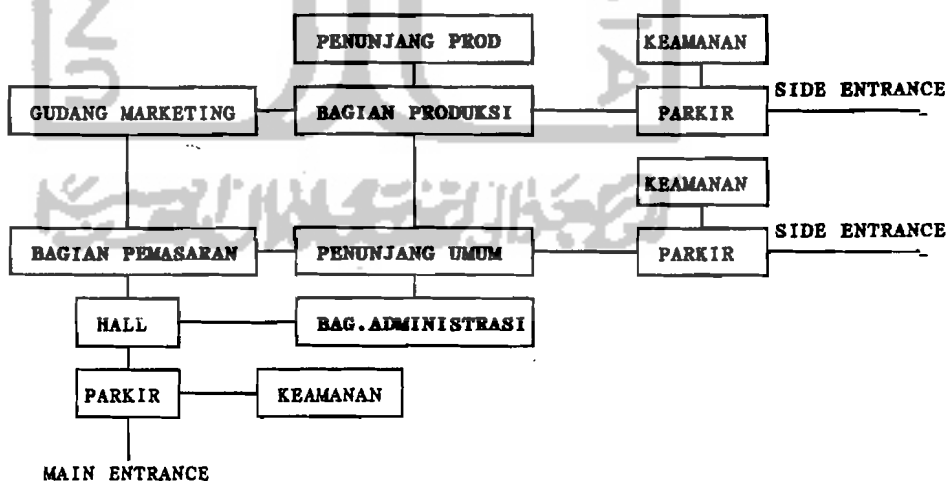 PENUNJANG PROD
KEAMANAN
GUDANG MARKETING
BAGIAN PRODUKSI
PARKIR
SIDE ENTRANCE
KEAMANAN
BAGIAN PEMASARAN
PENUNJANG UMUM
PARKIR
SIDE ENTRANCE
HALL
BAG.ADMINISTRASI
PARKIR
KEAMANAN
MAIN ENTRANCE